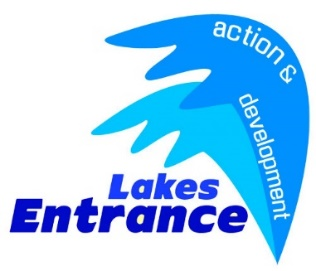 action &
development
Lakes
Entrance